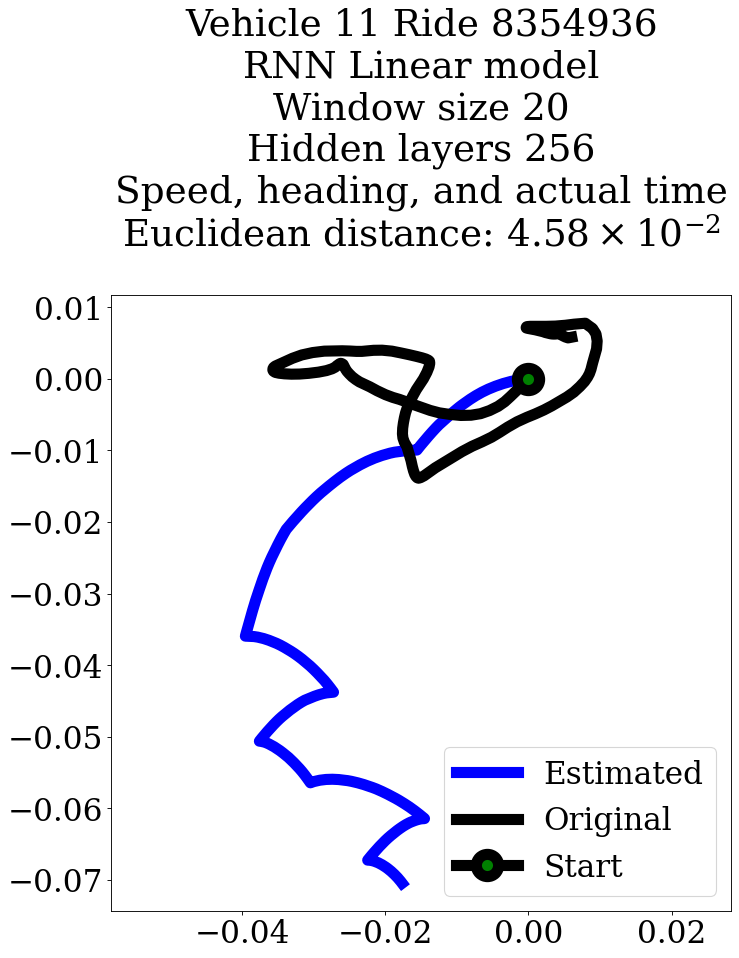 Vehicle 11 Ride 8354936
RNN Linear model
Window size 20
Hidden layers 256
Speed, heading, and actual time
Euclidean distance: 4.58 × 10⁻²
0.01
0.00
−0.01
−0.02
−0.03
−0.04
−0.05
−0.06
−0.07
Estimated
Original
Start
−0.04 −0.02 0.00 0.02